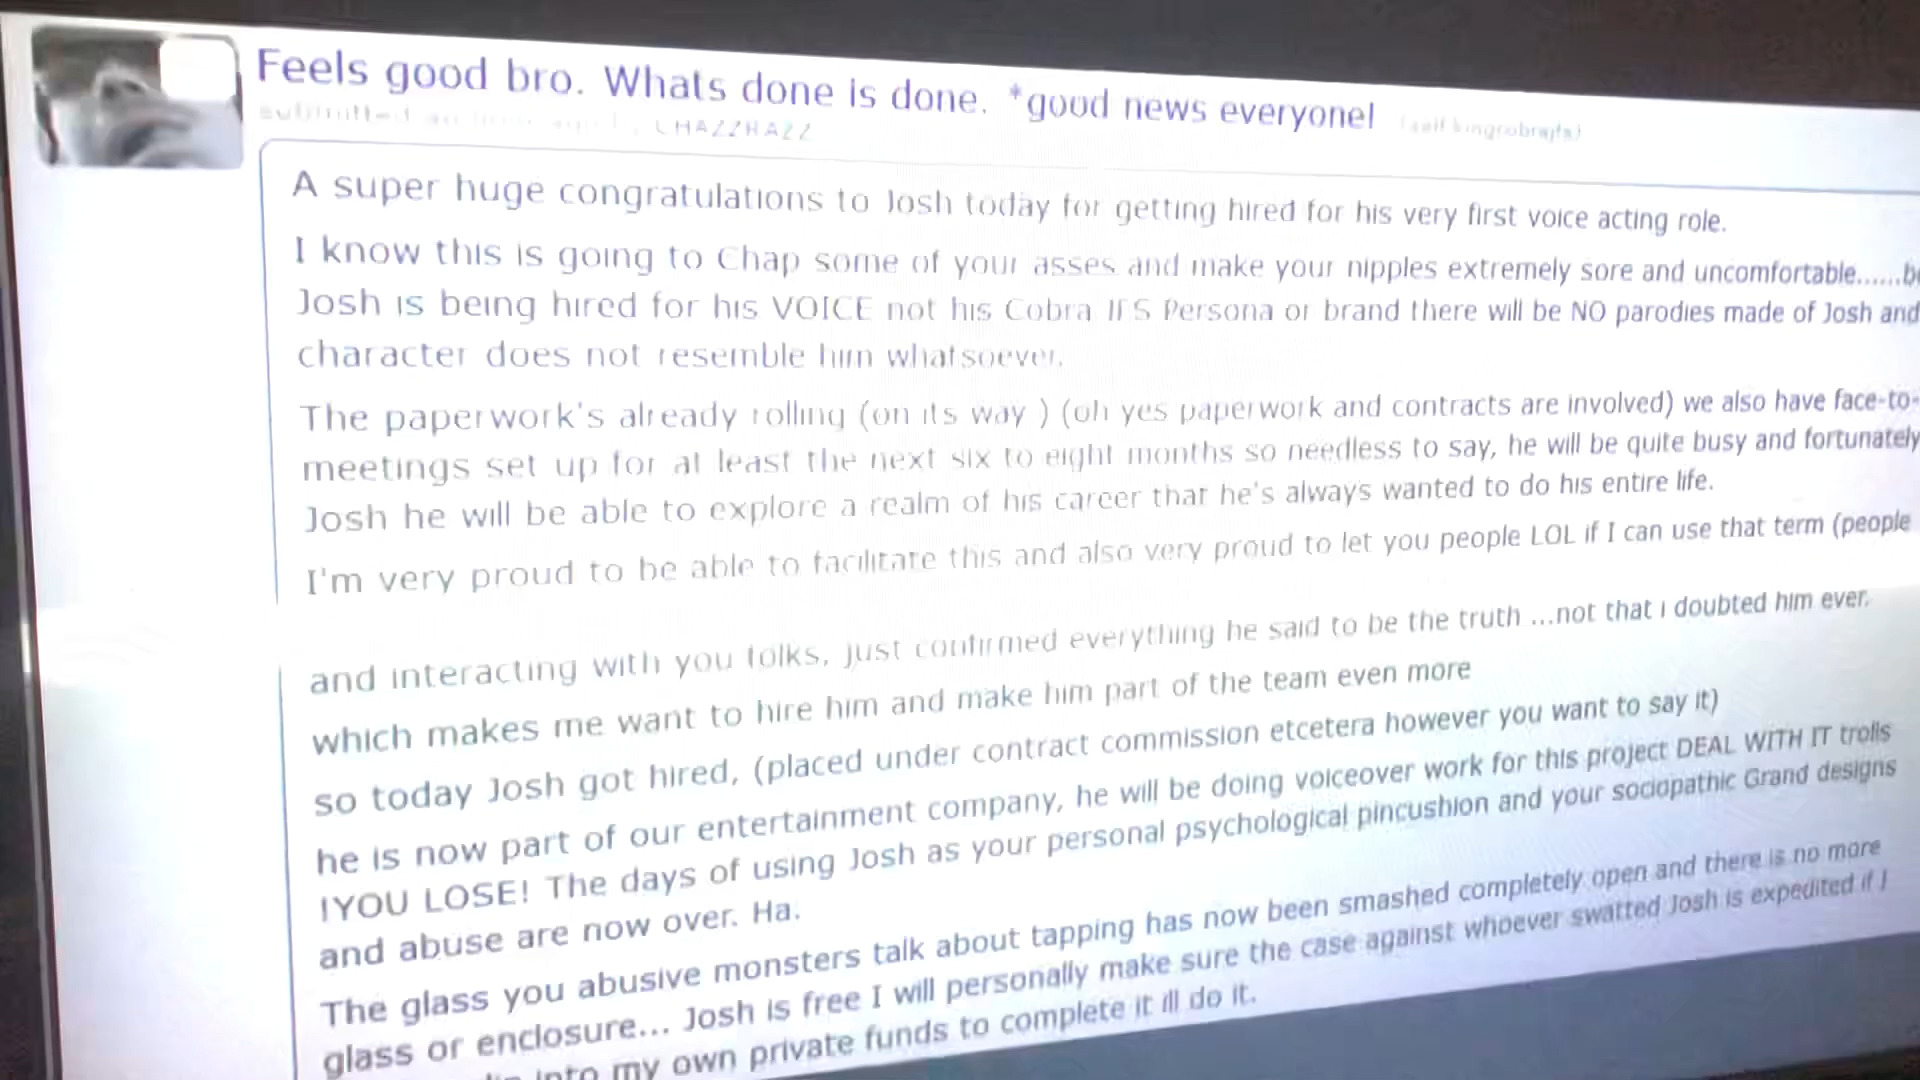 Feels good bro. Whats done is done. *good news everyone!
submitted CHAZZHAZZ
A super huge congratulations to Josh today for getting hired for his very first voice acting role.
I know this is going to Chap some of your asses and make your nipples extremely sore and uncomfortable......
Josh is being hired for his VOICE not his Cobra Persona or brand there will be NO parodies made of Josh and
character does not resemble him whatsoever.
The paperwork's already rolling (on its way ) (oh yes paperwork and contracts are involved) we also have face-to-
meetings set up for at least the next six to eight months so needless to say, he will be quite busy and fortunately
Josh he will be able to explore a realm of his career that he's always wanted to do his entire life.
I'm very proud to be able to facilitate this and also very proud to let you people LOL if I can use that term (people
and interacting with you folks, just confirmed everything he said to be the truth ...not that i doubted him ever.
which makes me want to hire him and make him part of the team even more
so today Josh got hired, (placed under contract commission etcetera however you want to say it)
he is now part of our entertainment company, he will be doing voiceover work for this project DEAL WITH IT trolls
!YOU LOSE! The days of using Josh as your personal psychological pincushion and your sociopathic Grand designs
and abuse are now over. Ha.
The glass you abusive monsters talk about tapping has now been smashed completely open and there is no more
glass or enclosure... Josh is free I will personally make sure the case against whoever swatted Josh is expedited if I
into my own private funds to complete it ill do it.